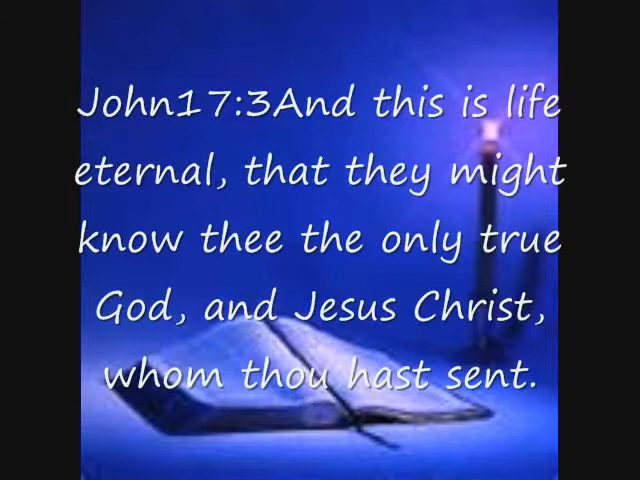 John17:3And this is life
eternal, that they might
know thee the only true
God, and Jesus Christ,
whom thou hast sent.